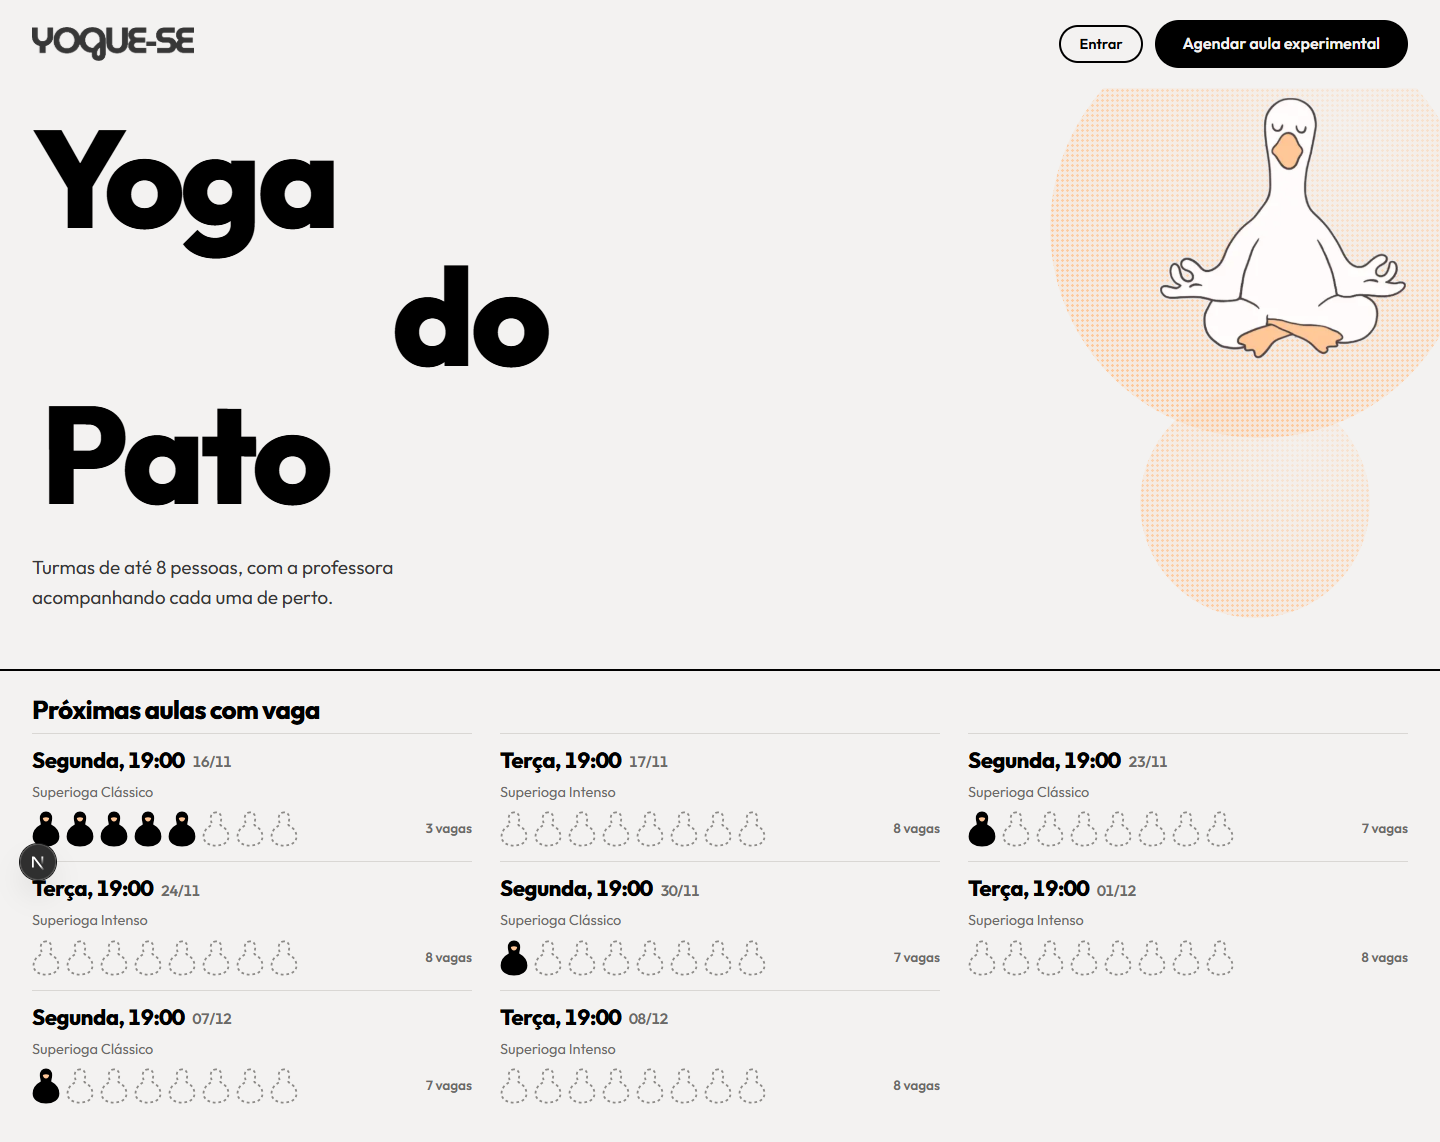 YOQUE-SE
Entrar
Agendar aula experimental
Yoga
do
Pato
Turmas de até 8 pessoas, com a professora
acompanhando cada uma de perto.
Próximas aulas com vaga
Segunda, 19:00 16/11
Superioga Clássico
3 vagas
Terça, 19:00 17/11
Superioga Intenso
8 vagas
Segunda, 19:00 23/11
Superioga Clássico
7 vagas
N
Terça, 19:00 24/11
Superioga Intenso
8 vagas
Segunda, 19:00 30/11
Superioga Clássico
7 vagas
Terça, 19:00 01/12
Superioga Intenso
8 vagas
Segunda, 19:00 07/12
Superioga Clássico
7 vagas
Terça, 19:00 08/12
Superioga Intenso
8 vagas